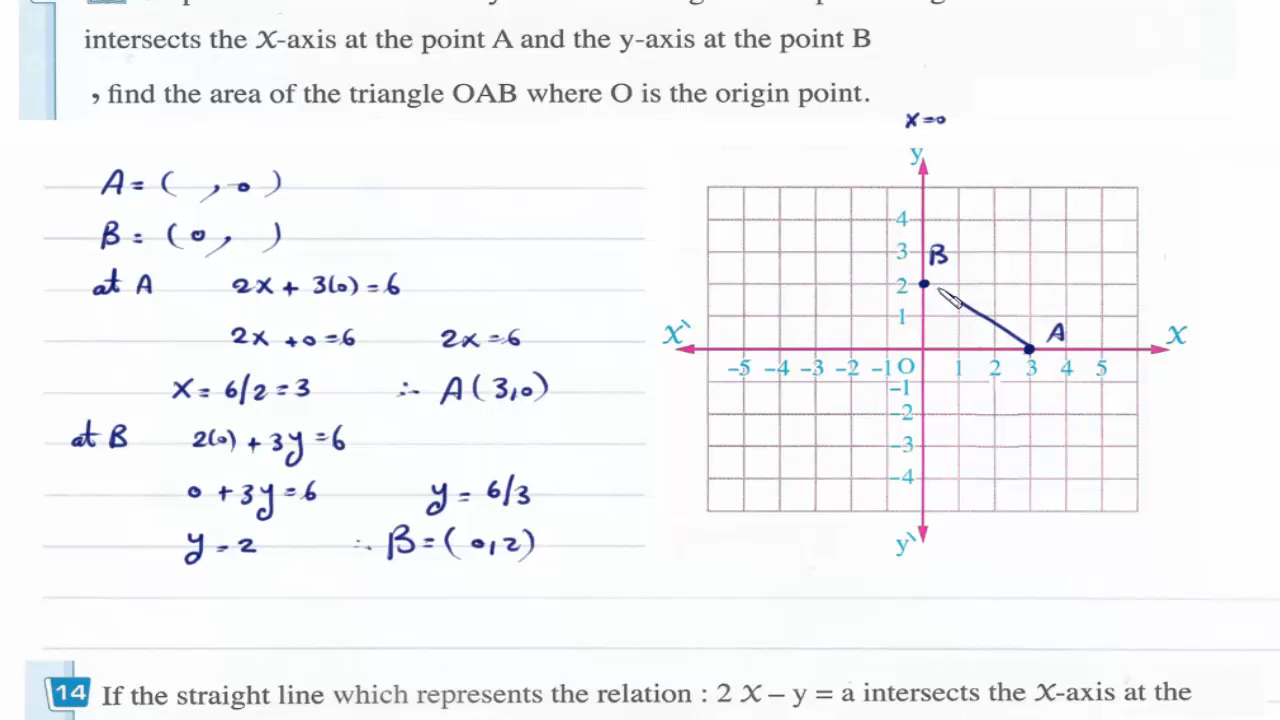 intersects the X-axis at the point A and the y-axis at the point B
, find the area of the triangle OAB where O is the origin point.
A = ( , 0 )
B = ( 0 , )
at A 2x + 3(0) = 6
2x + 0 = 6 2x = 6
x = 6/2 = 3 ∴ A ( 3,0 )
at B 2(0) + 3y = 6
0 + 3y = 6 y = 6/3
y = 2 ∴ B = ( 0,2 )
x = 0
y
4
3 B
2
1
X` A X
-5 -4 -3 -2 -1 O 1 2 3 4 5
-1
-2
-3
-4
y`
14 If the straight line which represents the relation : 2 X – y = a intersects the X-axis at the